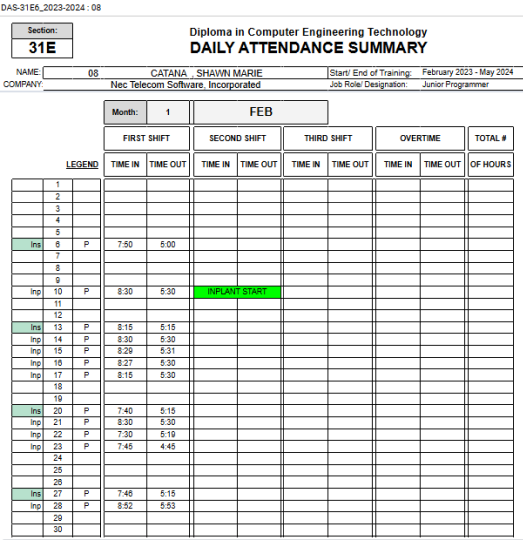 DAS-31E6_2023-2024 : 08
Section:
31E
Diploma in Computer Engineering Technology
DAILY ATTENDANCE SUMMARY
NAME: 08 CATANA , SHAWN MARIE Start/ End of Training: February 2023 - May 2024
COMPANY: Nec Telecom Software, Incorporated Job Role/ Designation: Junior Programmer
Month: 1 FEB
FIRST SHIFT SECOND SHIFT THIRD SHIFT OVERTIME TOTAL #
LEGEND TIME IN TIME OUT TIME IN TIME OUT TIME IN TIME OUT TIME IN TIME OUT OF HOURS
1
2
3
4
5
Ins 6 P 7:50 5:00
7
8
9
Inp 10 P 8:30 5:30 INPLANT START
11
12
Ins 13 P 8:15 5:15
Inp 14 P 8:30 5:30
Inp 15 P 8:29 5:31
Inp 16 P 8:27 5:30
Inp 17 P 8:15 5:30
18
19
Ins 20 P 7:40 5:15
Inp 21 P 8:30 5:30
Inp 22 P 7:30 5:19
Inp 23 P 7:45 4:45
24
25
26
Ins 27 P 7:46 5:15
Inp 28 P 8:52 5:53
29
30